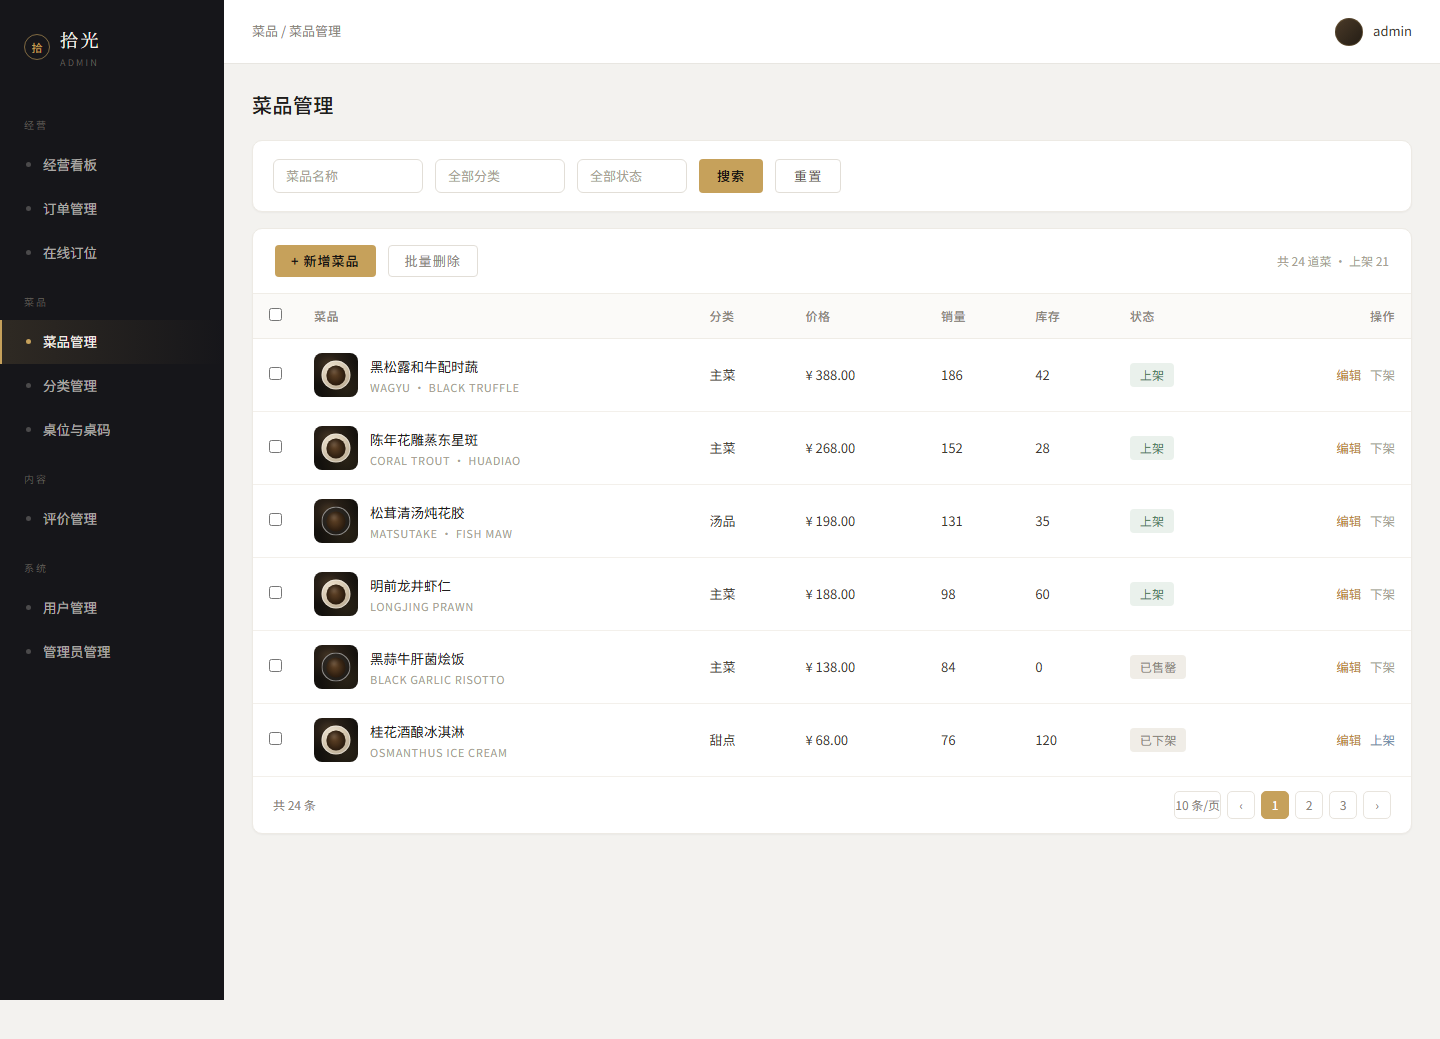 拾 拾光
ADMIN
菜品 / 菜品管理
admin
经营
经营看板
订单管理
在线订位
菜品
菜品管理
分类管理
桌位与桌码
内容
评价管理
系统
用户管理
管理员管理
菜品管理
菜品名称 全部分类 全部状态 搜索 重置
+ 新增菜品 批量删除 共 24 道菜 · 上架 21
菜品 分类 价格 销量 库存 状态 操作
黑松露和牛配时蔬
WAGYU · BLACK TRUFFLE
主菜 ¥ 388.00 186 42 上架 编辑 下架
陈年花雕蒸东星斑
CORAL TROUT · HUADIAO
主菜 ¥ 268.00 152 28 上架 编辑 下架
松茸清汤炖花胶
MATSUTAKE · FISH MAW
汤品 ¥ 198.00 131 35 上架 编辑 下架
明前龙井虾仁
LONGJING PRAWN
主菜 ¥ 188.00 98 60 上架 编辑 下架
黑蒜牛肝菌烩饭
BLACK GARLIC RISOTTO
主菜 ¥ 138.00 84 0 已售罄 编辑 下架
桂花酒酿冰淇淋
OSMANTHUS ICE CREAM
甜点 ¥ 68.00 76 120 已下架 编辑 上架
共 24 条 10 条/页 ‹ 1 2 3 ›